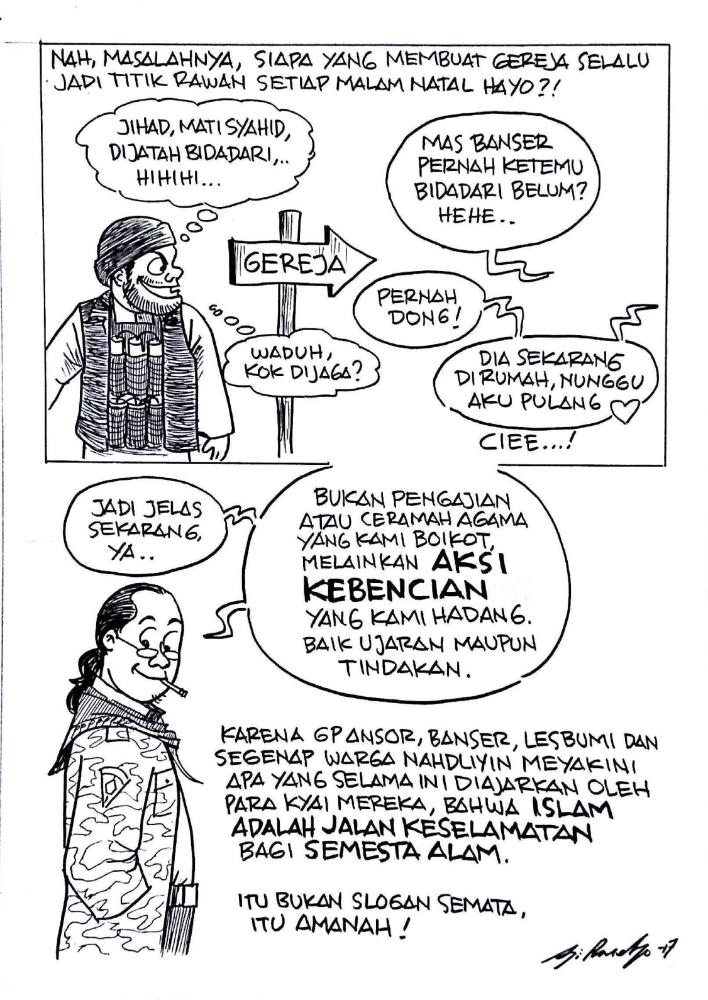 NAH, MASALAHNYA, SIAPA YANG MEMBUAT GEREJA SELALU
JADI TITIK RAWAN SETIAP MALAM NATAL HAYO?!
JIHAD, MATI SYAHID,
DIJATAH BIDADARI,..
HIHIHI...
MAS BANSER
PERNAH KETEMU
BIDADARI BELUM?
HEHE..
GEREJA
PERNAH
DONG!
WADUH,
KOK DIJAGA?
DIA SEKARANG
DI RUMAH, NUNGGU
AKU PULANG
CIEE...!
JADI JELAS
SEKARANG,
YA..
BUKAN PENGAJIAN
ATAU CERAMAH AGAMA
YANG KAMI BOIKOT,
MELAINKAN AKSI
KEBENCIAN
YANG KAMI HADANG.
BAIK UJARAN MAUPUN
TINDAKAN.
KARENA GP ANSOR, BANSER, LESBUMI DAN
SEGENAP WARGA NAHDLIYIN MEYAKINI
APA YANG SELAMA INI DIAJARKAN OLEH
PARA KYAI MEREKA, BAHWA ISLAM
ADALAH JALAN KESELAMATAN
BAGI SEMESTA ALAM.
ITU BUKAN SLOGAN SEMATA,
ITU AMANAH!